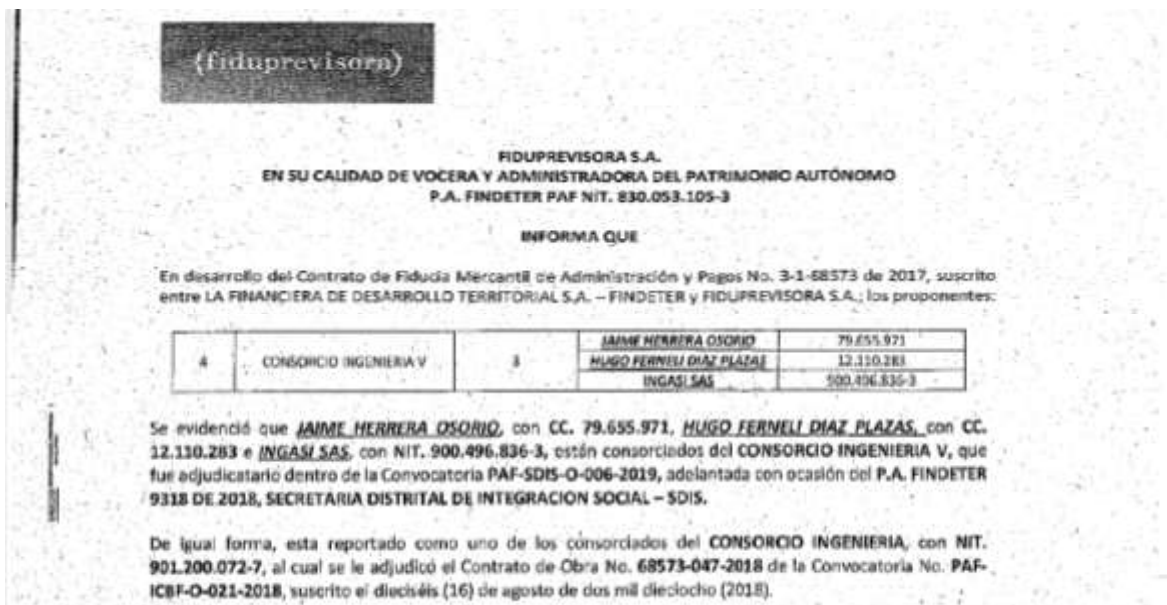 {fiduprevisora)
FIDUPREVISORA S.A.
EN SU CALIDAD DE VOCERA Y ADMINISTRADORA DEL PATRIMONIO AUTÓNOMO
P.A. FINDETER PAF NIT. 830.053.105-3
INFORMA QUE
En desarrollo del Contrato de Fiducia Mercantil de Administración y Pagos No. 3-1-68573 de 2017, suscrito
entre LA FINANCIERA DE DESARROLLO TERRITORIAL S.A. – FINDETER y FIDUPREVISORA S.A.; los proponentes:
4 CONSORCIO INGENIERIA V 3 JAIME HERRERA OSORIO 79.655.971
HUGO FERNELI DIAZ PLAZAS 12.110.283
INGASI SAS 900.496.836-3
Se evidenció que JAIME HERRERA OSORIO, con CC. 79.655.971, HUGO FERNELI DIAZ PLAZAS, con CC.
12.110.283 e INGASI SAS, con NIT. 900.496.836-3, están consorciados del CONSORCIO INGENIERIA V, que
fue adjudicatario dentro de la Convocatoria PAF-SDIS-O-006-2019, adelantada con ocasión del P.A. FINDETER
9318 DE 2018, SECRETARIA DISTRITAL DE INTEGRACION SOCIAL – SDIS.
De igual forma, esta reportado como uno de los consorciados del CONSORCIO INGENIERIA, con NIT.
901.200.072-7, al cual se le adjudicó el Contrato de Obra No. 68573-047-2018 de la Convocatoria No. PAF-
ICBF-O-021-2018, suscrito el dieciséis (16) de agosto de dos mil dieciocho (2018).